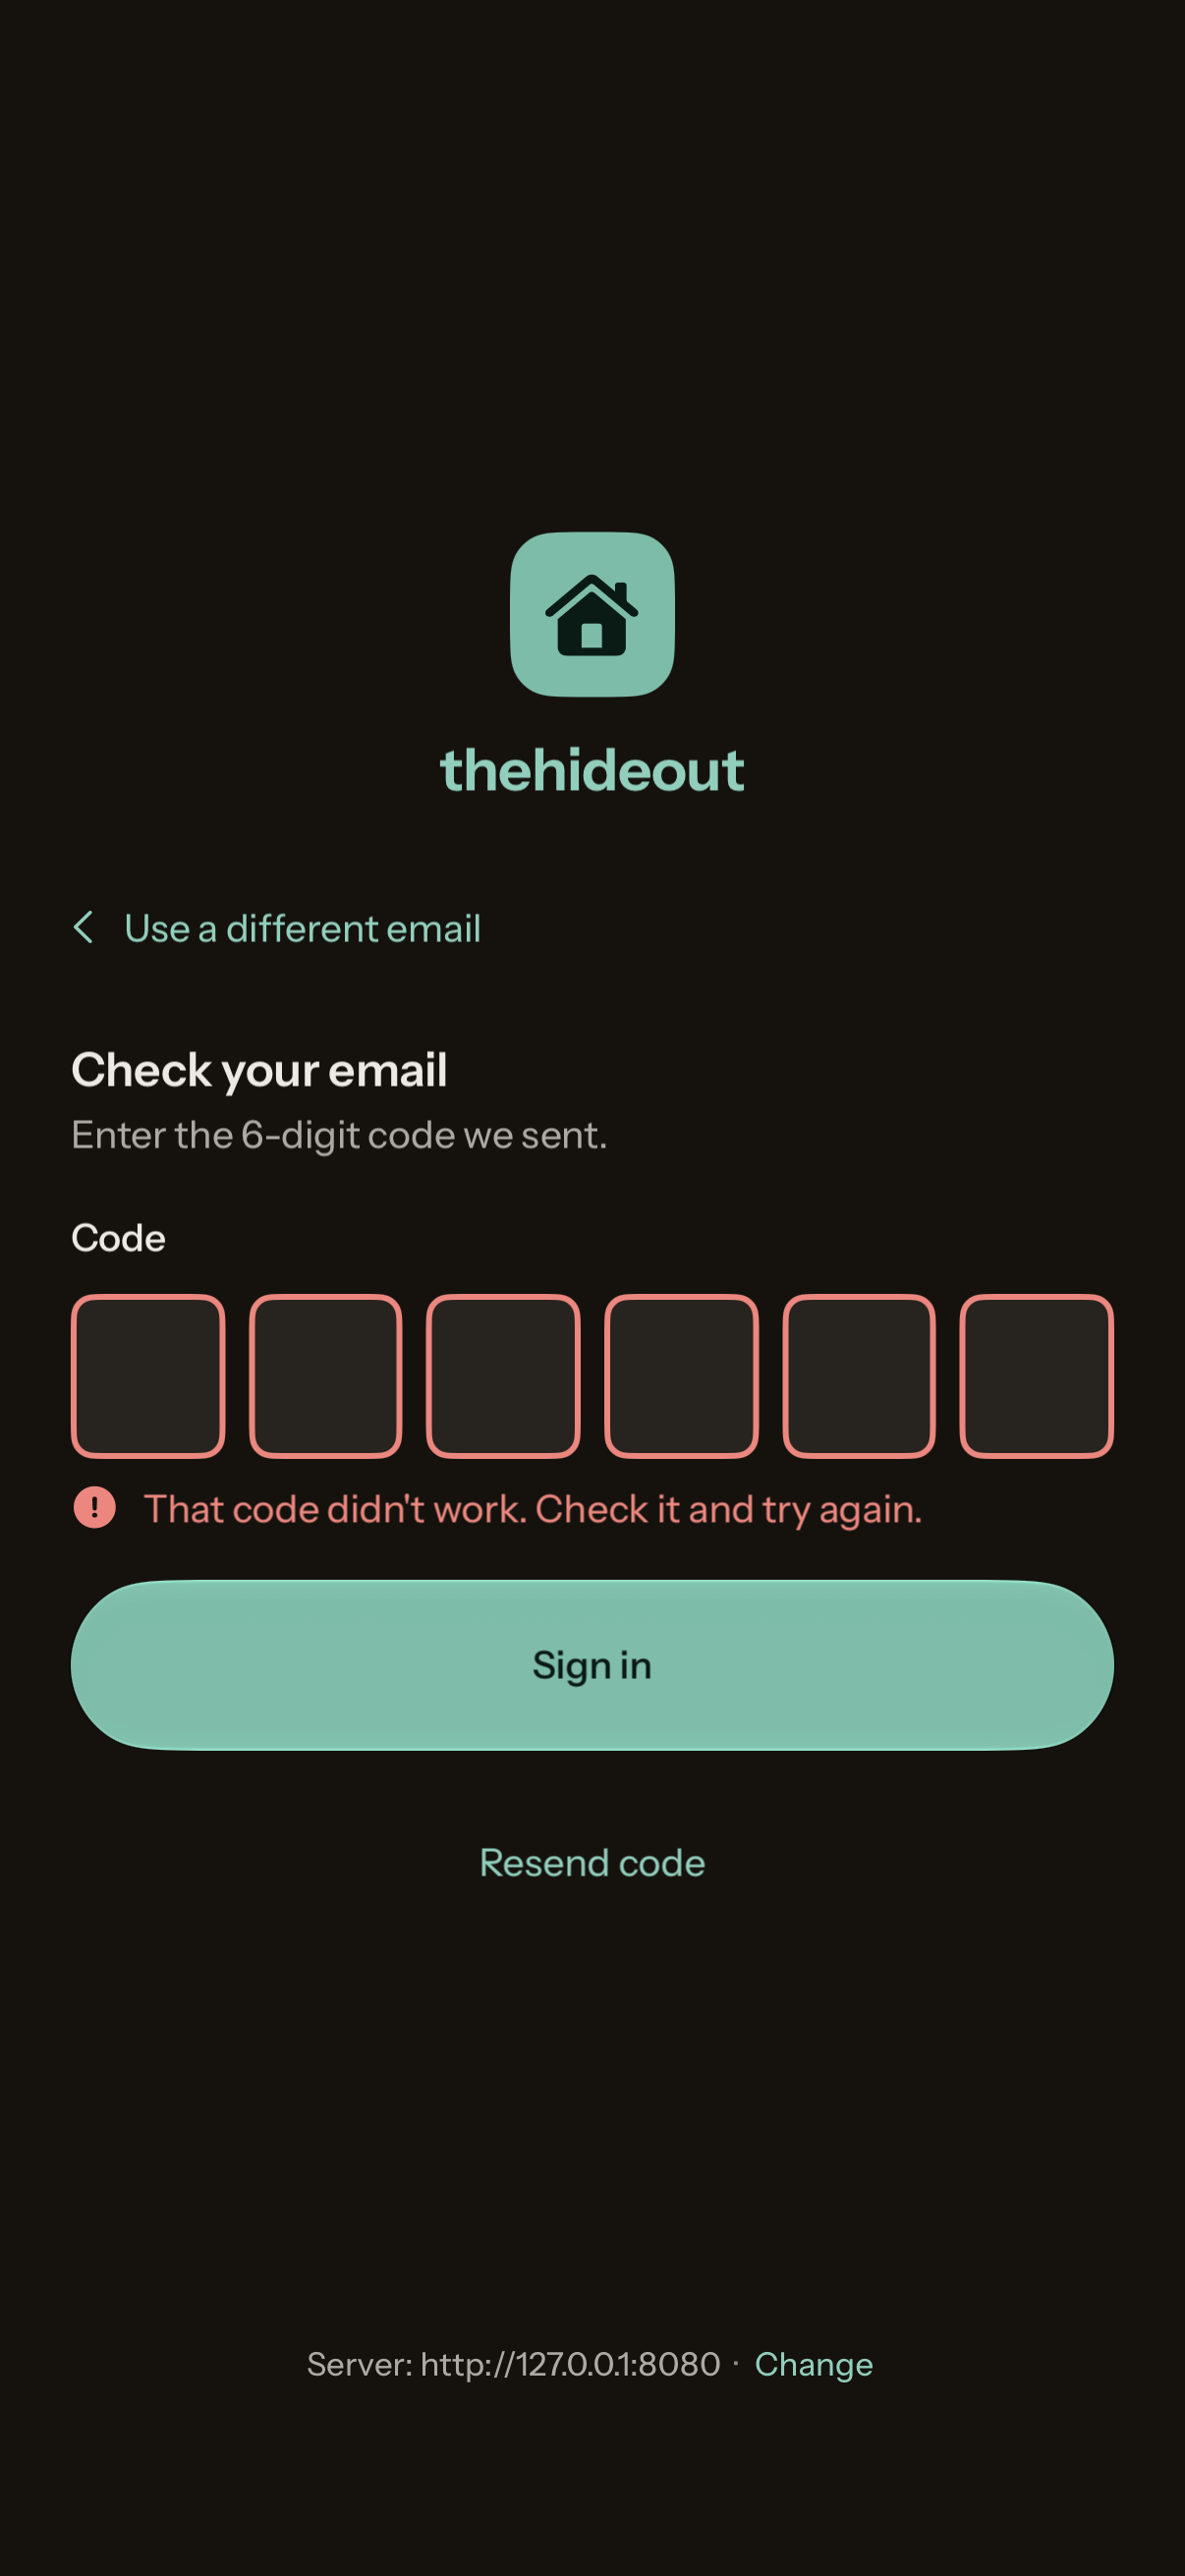 thehideout
Use a different email
Check your email
Enter the 6-digit code we sent.
Code
That code didn't work. Check it and try again.
Sign in
Resend code
Server: http://127.0.0.1:8080 · Change